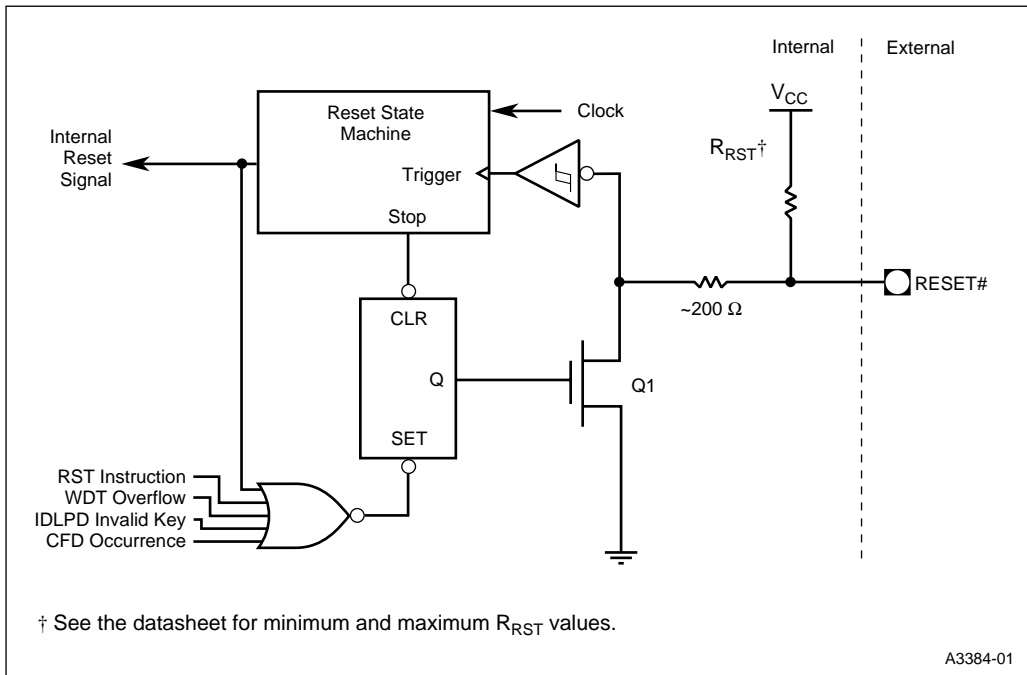 Internal
External
V_CC
R_RST†
Reset State
Machine
Clock
Internal
Reset
Signal
Trigger
Stop
RESET#
~200 Ω
CLR
Q
Q1
SET
RST Instruction
WDT Overflow
IDLPD Invalid Key
CFD Occurrence
† See the datasheet for minimum and maximum R_RST values.
A3384-01